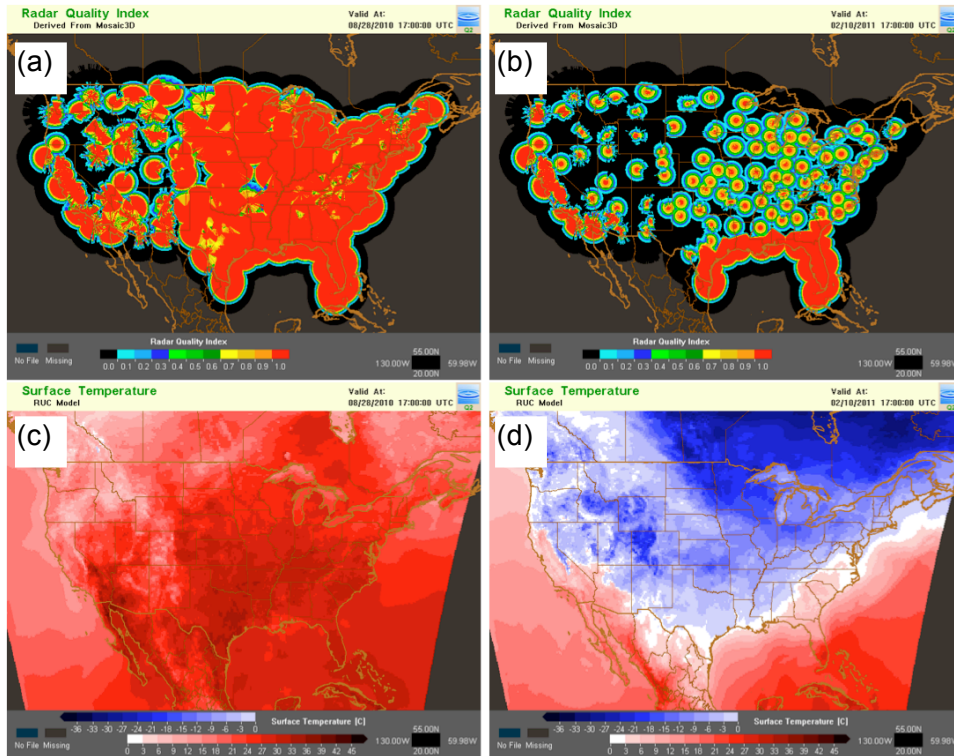 Radar Quality Index
Derived From Mosaic3D
Valid At:
08/28/2010 17:00:00 UTC
Q2
(a)
Radar Quality Index
No File Missing
0.0 0.1 0.2 0.3 0.4 0.5 0.6 0.7 0.8 0.9 1.0
130.00W
55.00N
20.00N
59.98W
Radar Quality Index
Derived From Mosaic3D
Valid At:
02/10/2011 17:00:00 UTC
Q2
(b)
Radar Quality Index
No File Missing
0.0 0.1 0.2 0.3 0.4 0.5 0.6 0.7 0.8 0.9 1.0
130.00W
55.00N
20.00N
59.98W
Surface Temperature
RUC Model
Valid At:
08/28/2010 17:00:00 UTC
Q2
(c)
-36 -33 -30 -27 -24 -21 -18 -15 -12 -9 -6 -3 0
Surface Temperature [C]
No File Missing
0 3 6 9 12 15 18 21 24 27 30 33 36 39 42 45
130.00W
55.00N
20.00N
59.98W
Surface Temperature
RUC Model
Valid At:
02/10/2011 17:00:00 UTC
Q2
(d)
-36 -33 -30 -27 -24 -21 -18 -15 -12 -9 -6 -3 0
Surface Temperature [C]
No File Missing
0 3 6 9 12 15 18 21 24 27 30 33 36 39 42 45
130.00W
55.00N
20.00N
59.98W